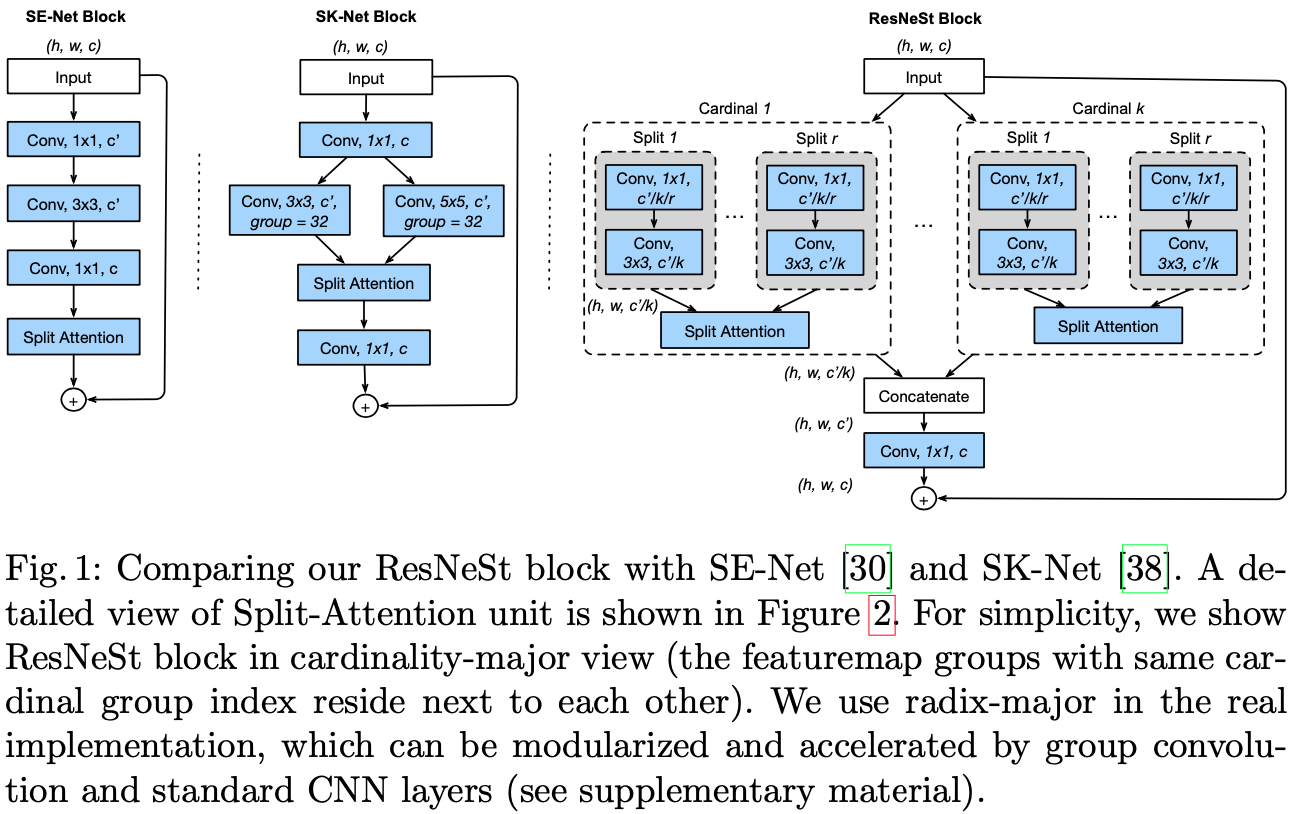 SE-Net Block
(h, w, c)
Input
Conv, 1x1, c'
Conv, 3x3, c'
Conv, 1x1, c
Split Attention
+
SK-Net Block
(h, w, c)
Input
Conv, 1x1, c
Conv, 3x3, c',
group = 32
Conv, 5x5, c',
group = 32
Split Attention
Conv, 1x1, c
+
ResNeSt Block
(h, w, c)
Input
Cardinal 1
Split 1
Conv, 1x1,
c'/k/r
Conv,
3x3, c'/k
...
Split r
Conv, 1x1,
c'/k/r
Conv,
3x3, c'/k
(h, w, c'/k)
Split Attention
...
Cardinal k
Split 1
Conv, 1x1,
c'/k/r
Conv,
3x3, c'/k
...
Split r
Conv, 1x1,
c'/k/r
Conv,
3x3, c'/k
Split Attention
(h, w, c'/k)
Concatenate
(h, w, c')
Conv, 1x1, c
(h, w, c)
+
Fig. 1: Comparing our ResNeSt block with SE-Net [30] and SK-Net [38]. A de-
tailed view of Split-Attention unit is shown in Figure 2. For simplicity, we show
ResNeSt block in cardinality-major view (the featuremap groups with same car-
dinal group index reside next to each other). We use radix-major in the real
implementation, which can be modularized and accelerated by group convolu-
tion and standard CNN layers (see supplementary material).